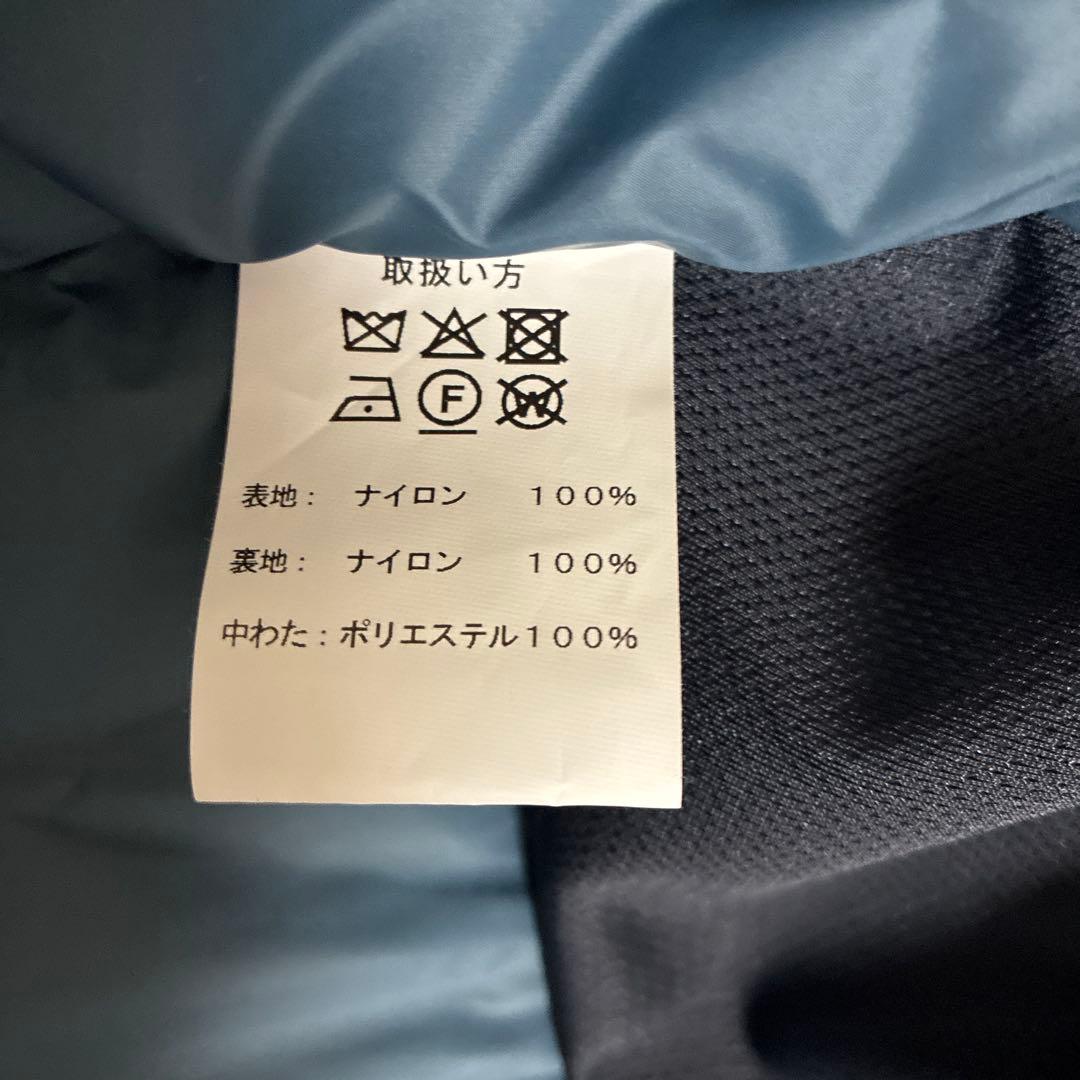 取扱い方
F W
表地： ナイロン 100%
裏地： ナイロン 100%
中わた：ポリエステル100%